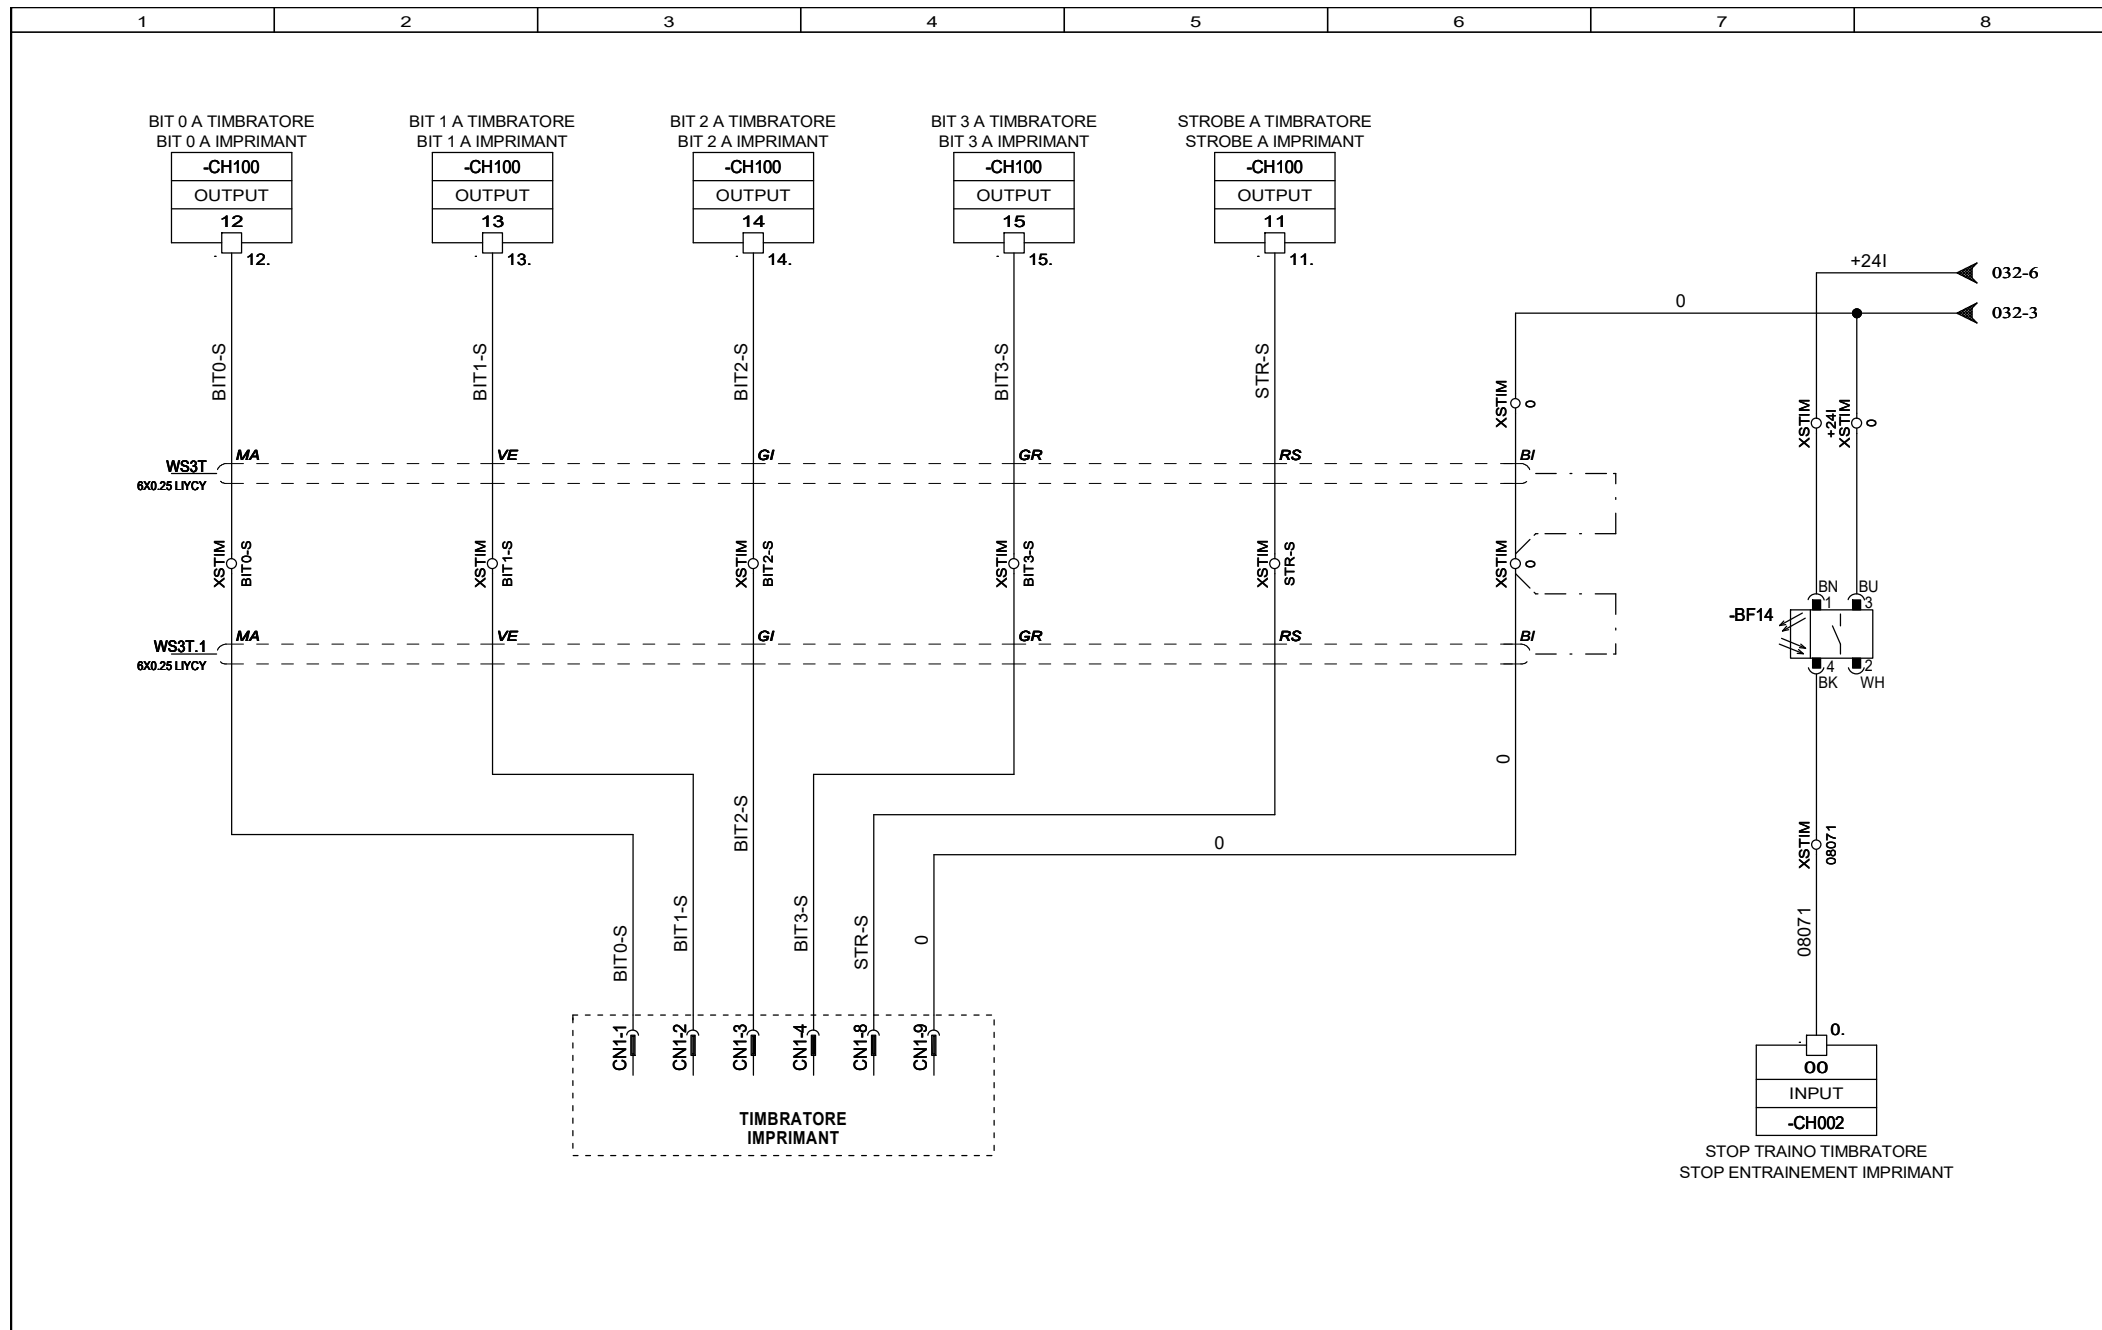 1 2 3 4 5 6 7 8
BIT 0 A TIMBRATORE
BIT 0 A IMPRIMANT
-CH100
OUTPUT
12
12.
BIT 1 A TIMBRATORE
BIT 1 A IMPRIMANT
-CH100
OUTPUT
13
13.
BIT 2 A TIMBRATORE
BIT 2 A IMPRIMANT
-CH100
OUTPUT
14
14.
BIT 3 A TIMBRATORE
BIT 3 A IMPRIMANT
-CH100
OUTPUT
15
15.
STROBE A TIMBRATORE
STROBE A IMPRIMANT
-CH100
OUTPUT
11
11.
+24I
032-6
0
032-3
BIT0-S
BIT1-S
BIT2-S
BIT3-S
STR-S
XSTIM
0
XSTIM
+24I
XSTIM
0
WS3T
6X0.25 LIYCY
MA
VE
GI
GR
RS
BI
XSTIM
BIT0-S
XSTIM
BIT1-S
XSTIM
BIT2-S
XSTIM
BIT3-S
XSTIM
STR-S
XSTIM
0
WS3T.1
6X0.25 LIYCY
MA
VE
GI
GR
RS
BI
BN
BU
1
3
-BF14
4
2
BK
WH
0
BIT2-S
0
XSTIM
08071
BIT0-S
BIT1-S
BIT3-S
STR-S
0
08071
CN1-1
CN1-2
CN1-3
CN1-4
CN1-8
CN1-9
TIMBRATORE
IMPRIMANT
0.
00
INPUT
-CH002
STOP TRAINO TIMBRATORE
STOP ENTRAINEMENT IMPRIMANT